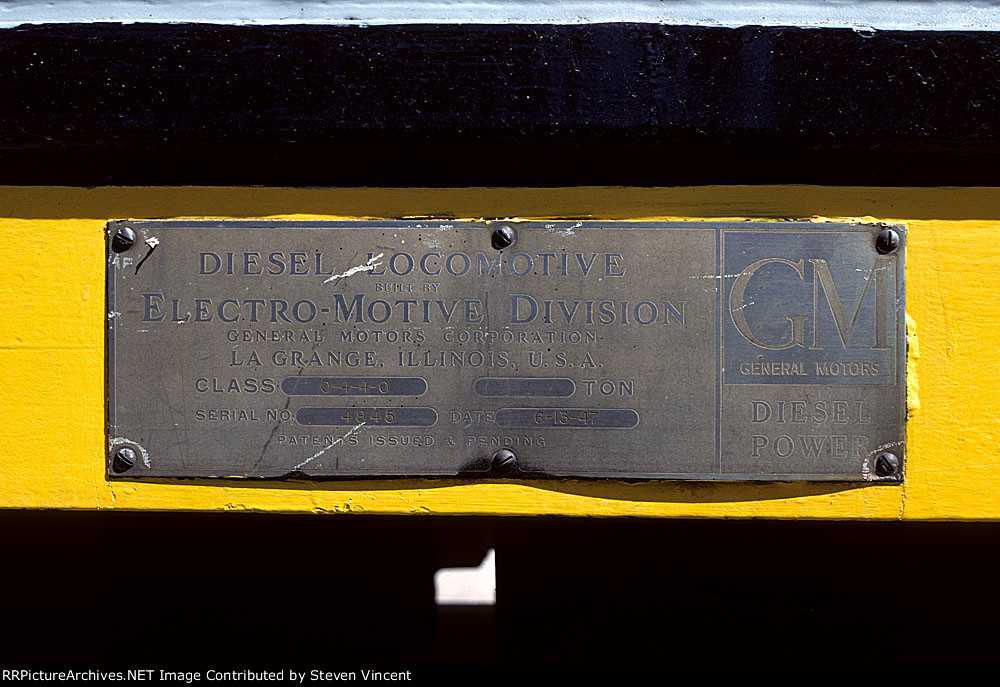 DIESEL LOCOMOTIVE
BUILT BY
ELECTRO-MOTIVE DIVISION
GENERAL MOTORS CORPORATION
LA GRANGE, ILLINOIS, U.S.A.
CLASS 0-4-4-0 TON
SERIAL NO. 4845 DATE 6-13-47
PATENTS ISSUED & PENDING
GM
GENERAL MOTORS
DIESEL
POWER
RRPictureArchives.NET Image Contributed by Steven Vincent